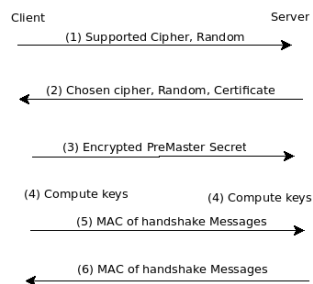 Client
Server
(1) Supported Cipher, Random
(2) Chosen cipher, Random, Certificate
(3) Encrypted PreMaster Secret
(4) Compute keys
(4) Compute keys
(5) MAC of handshake Messages
(6) MAC of handshake Messages